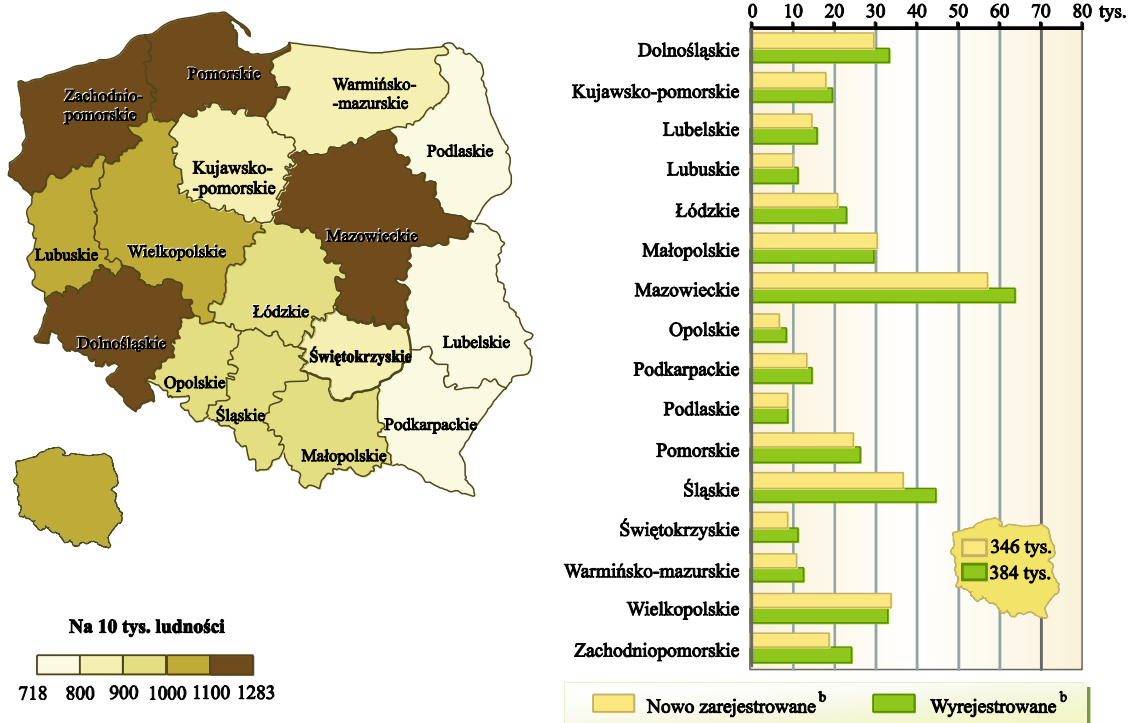 Pomorskie
Zachodnio-
pomorskie
Warmińsko-
-mazurskie
Podlaskie
Kujawsko-
-pomorskie
Mazowieckie
Lubuskie
Wielkopolskie
Łódzkie
Dolnośląskie
Lubelskie
Świętokrzyskie
Opolskie
Śląskie
Podkarpackie
Małopolskie
Na 10 tys. ludności
718 800 900 1000 1100 1283
0 10 20 30 40 50 60 70 80 tys.
Dolnośląskie
Kujawsko-pomorskie
Lubelskie
Lubuskie
Łódzkie
Małopolskie
Mazowieckie
Opolskie
Podkarpackie
Podlaskie
Pomorskie
Śląskie
Świętokrzyskie
Warmińsko-mazurskie
Wielkopolskie
Zachodniopomorskie
346 tys.
384 tys.
Nowo zarejestrowane b
Wyrejestrowane b